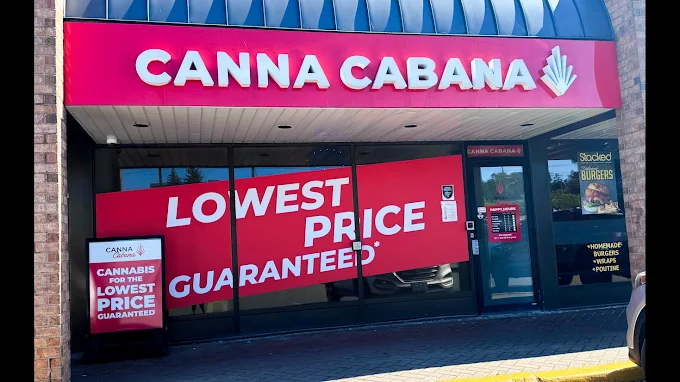 CANNA CABANA
CANNA CABANA
LOWEST
PRICE
GUARANTEED*
CANNA
Cabana
CANNABIS
FOR THE
LOWEST
PRICE
GUARANTEED
Stacked
BURGERS
*HOMEMADE
BURGERS
*WRAPS
*POUTINE